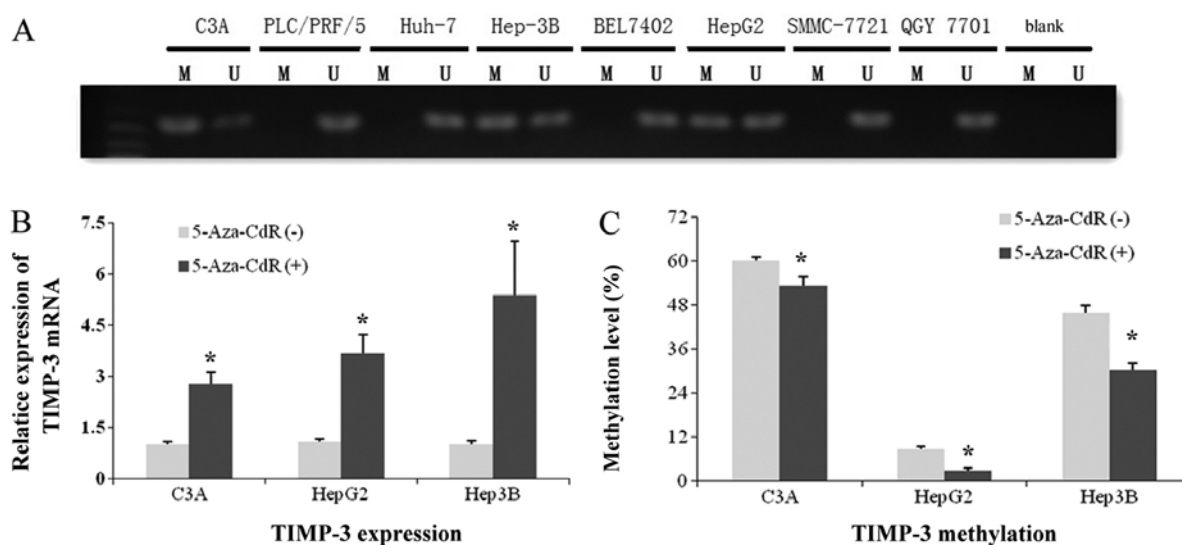 A
C3A PLC/PRF/5 Huh-7 Hep-3B BEL7402 HepG2 SMMC-7721 QGY 7701 blank
M U M U M U M U M U M U M U M U M U
B
Relatice expression of
TIMP-3 mRNA
7.5
6
4.5
3
1.5
0
5-Aza-CdR (-)
5-Aza-CdR (+)
*
*
*
C3A HepG2 Hep3B
TIMP-3 expression
C
Methylation level (%)
72
60
48
36
24
12
0
5-Aza-CdR (-)
5-Aza-CdR (+)
*
*
*
C3A HepG2 Hep3B
TIMP-3 methylation